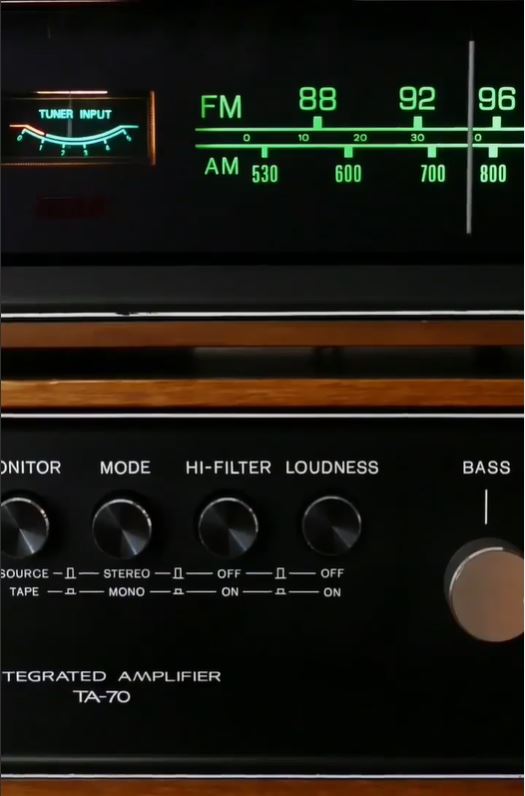 TUNER INPUT
FM 88 92 96
0 10 20 30 0
AM 530 600 700 800
ONITOR MODE HI-FILTER LOUDNESS BASS
SOURCE STEREO OFF OFF
TAPE MONO ON ON
TEGRATED AMPLIFIER
TA-70